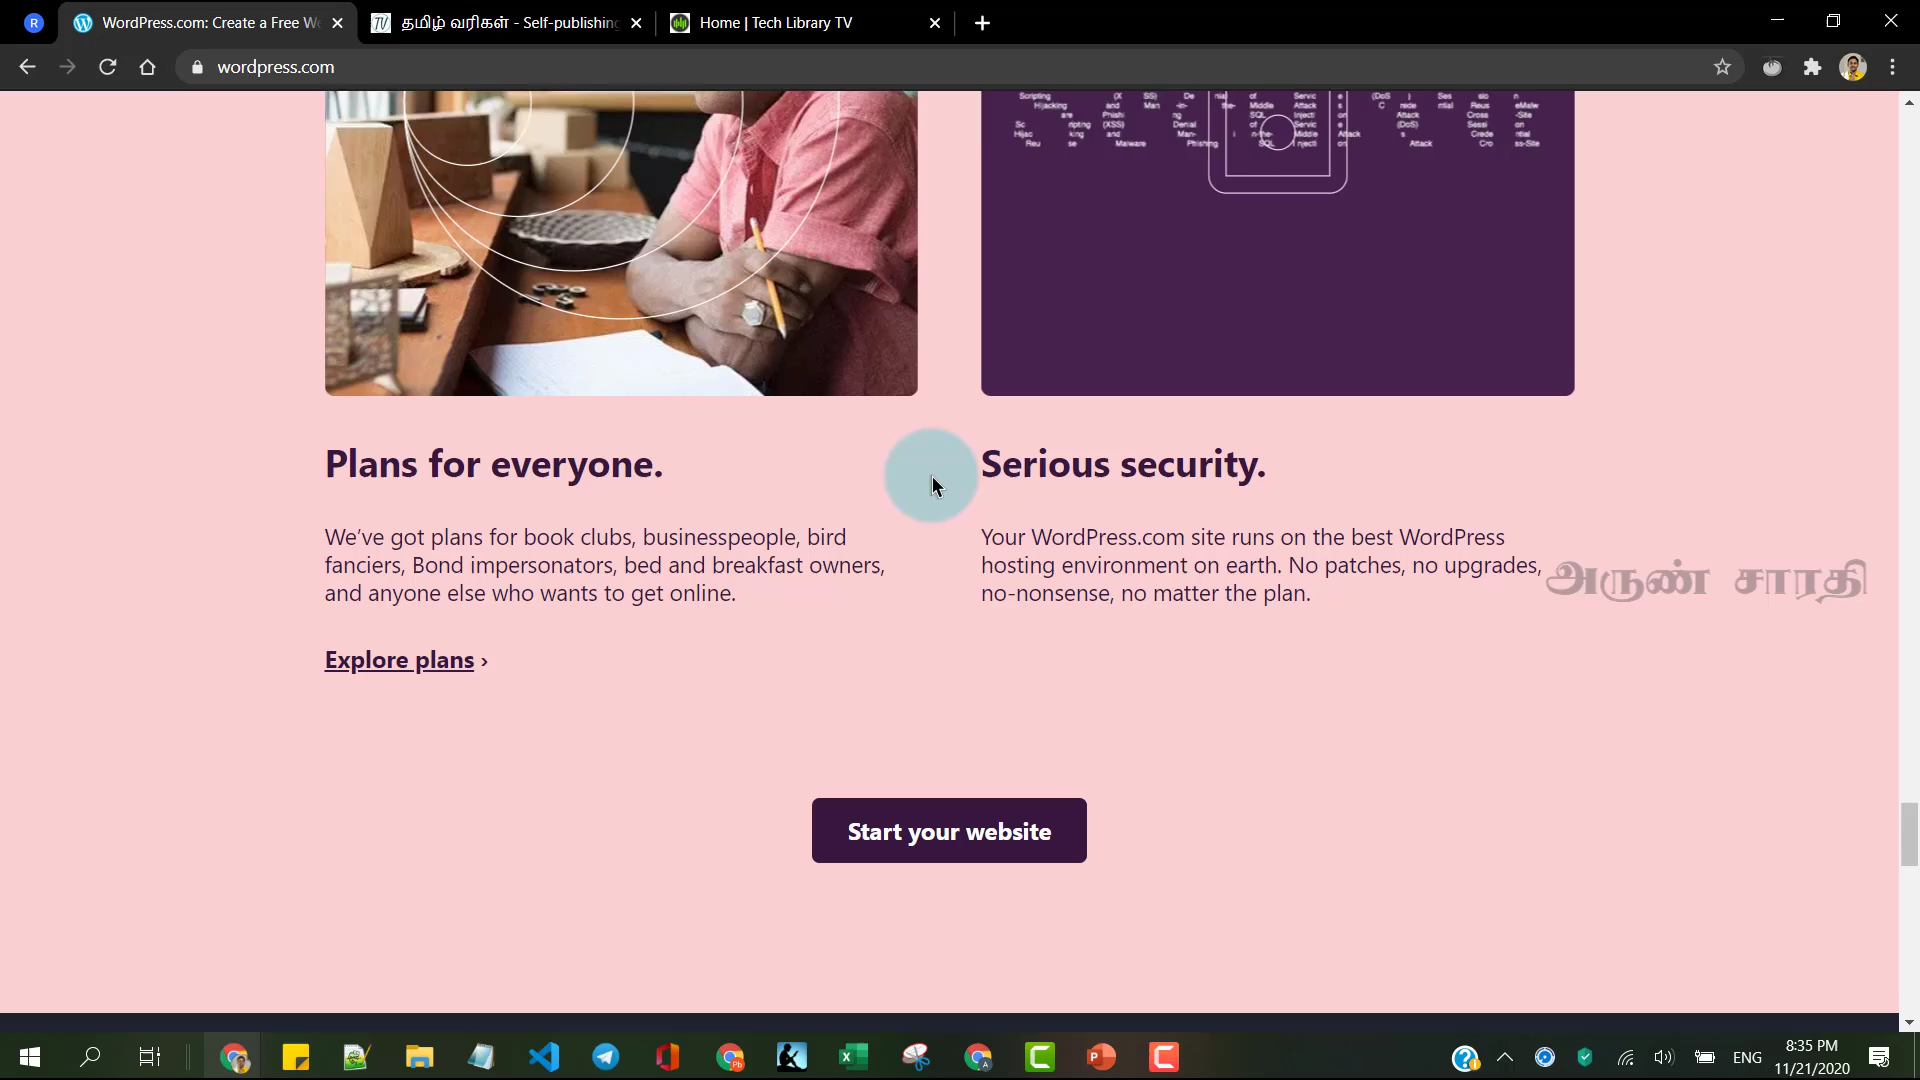 R
WordPress.com: Create a Free W
தமிழ் வரிகள் - Self-publishing
Home | Tech Library TV
wordpress.com
Plans for everyone.
We've got plans for book clubs, businesspeople, bird
fanciers, Bond impersonators, bed and breakfast owners,
and anyone else who wants to get online.
Explore plans ›
Serious security.
Your WordPress.com site runs on the best WordPress
hosting environment on earth. No patches, no upgrades,
no-nonsense, no matter the plan.
அருண் சாரதி
Start your website
ENG
8:35 PM
11/21/2020